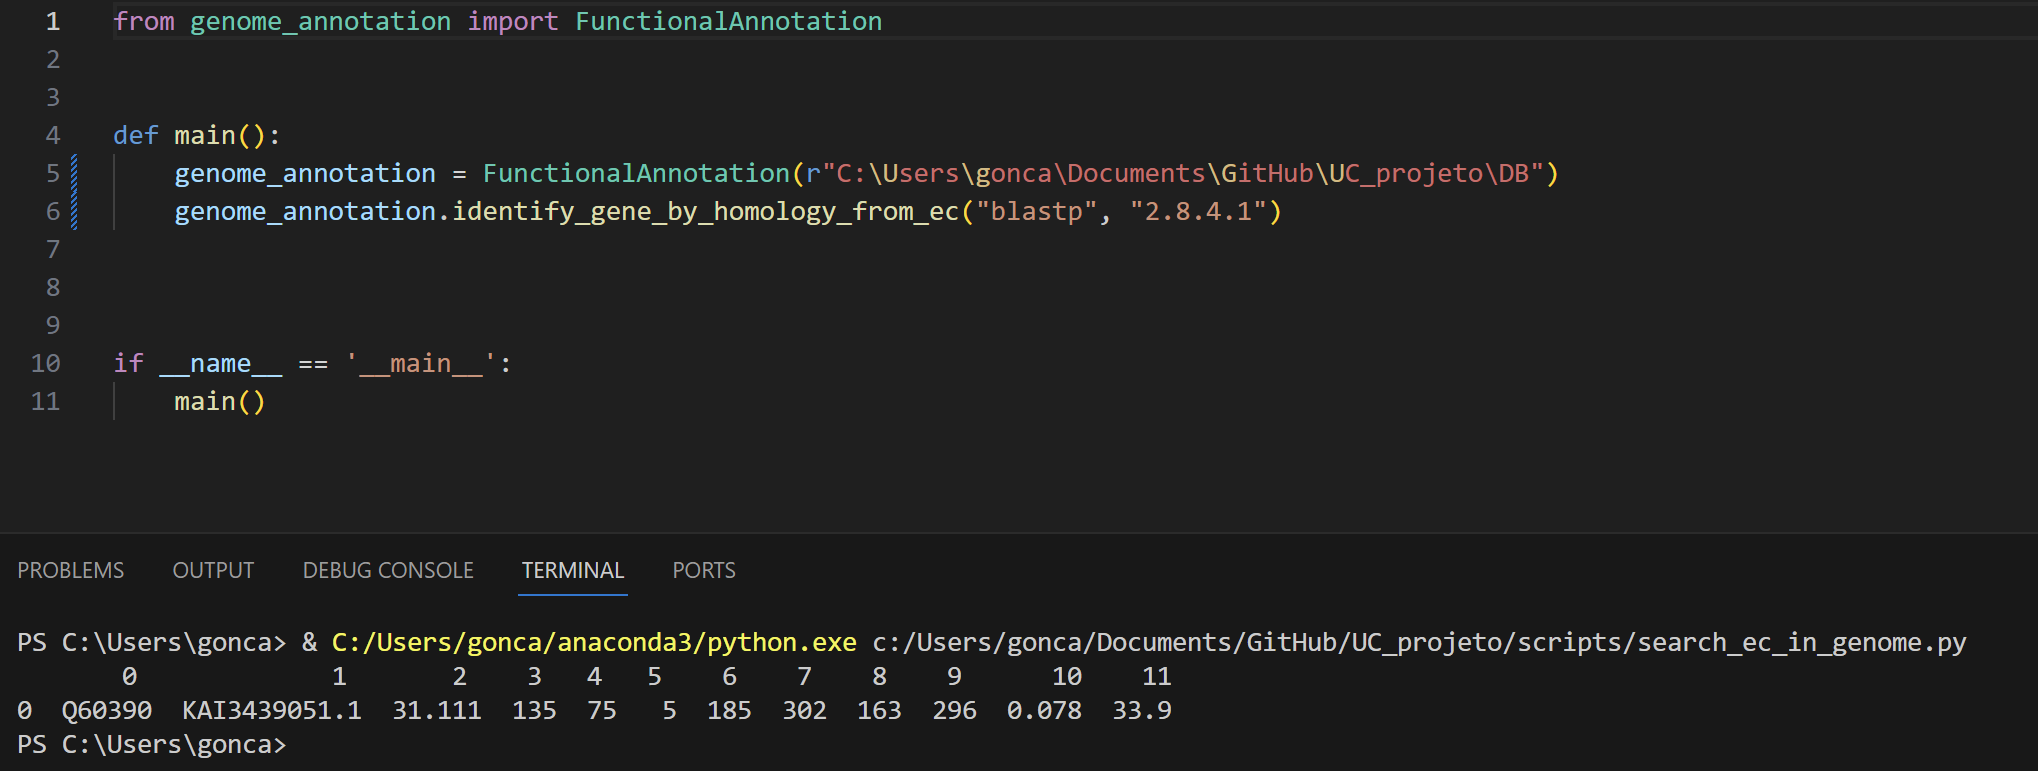 1 from genome_annotation import FunctionalAnnotation
2
3
4 def main():
5 genome_annotation = FunctionalAnnotation(r"C:\Users\gonca\Documents\GitHub\UC_projeto\DB")
6 genome_annotation.identify_gene_by_homology_from_ec("blastp", "2.8.4.1")
7
8
9
10 if __name__ == '__main__':
11 main()
PROBLEMS OUTPUT DEBUG CONSOLE TERMINAL PORTS
PS C:\Users\gonca> & C:/Users/gonca/anaconda3/python.exe c:/Users/gonca/Documents/GitHub/UC_projeto/scripts/search_ec_in_genome.py
0 1 2 3 4 5 6 7 8 9 10 11
0 Q60390 KAI3439051.1 31.111 135 75 5 185 302 163 296 0.078 33.9
PS C:\Users\gonca>